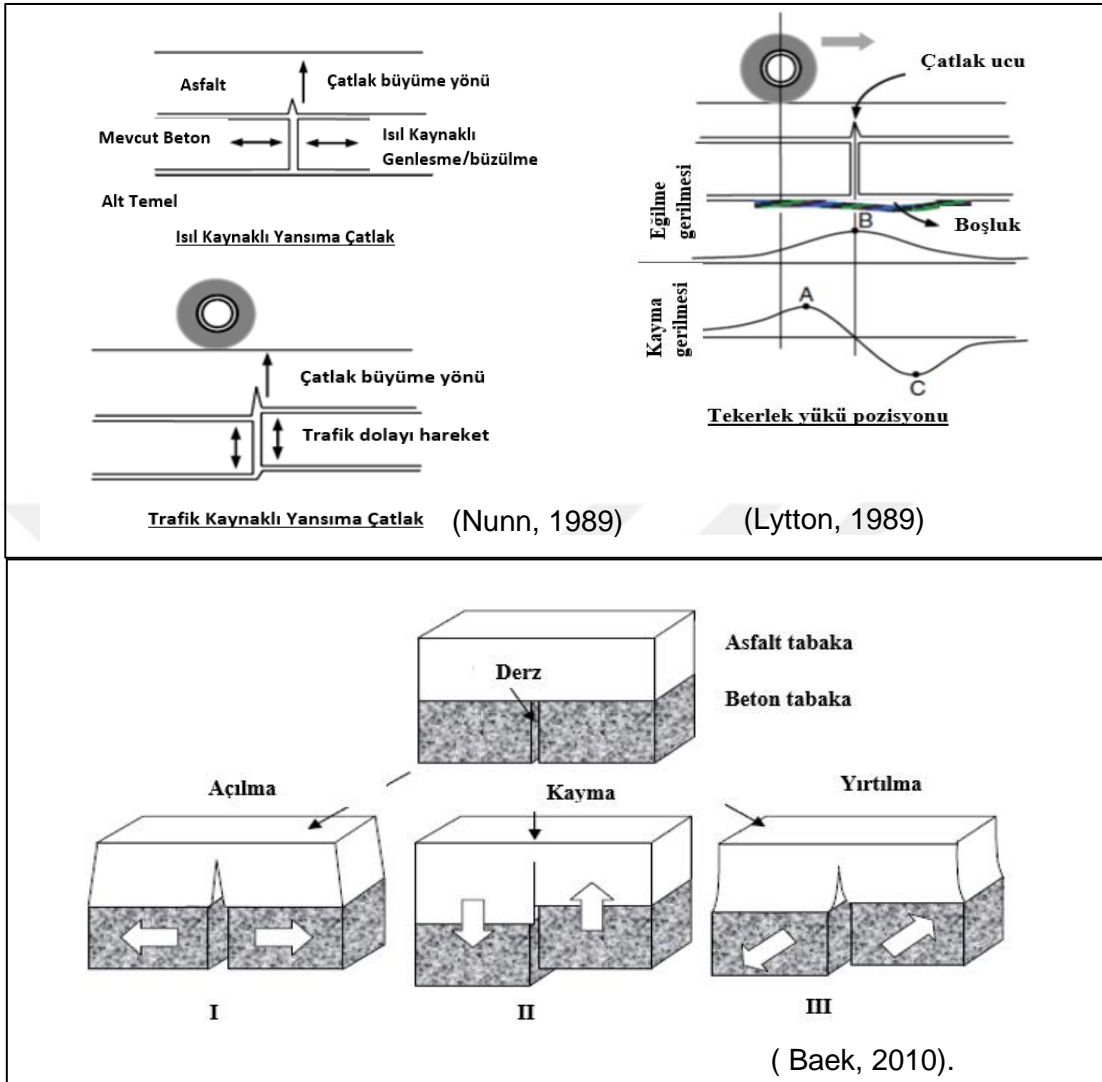 Asfalt
Çatlak büyüme yönü
Mevcut Beton
Isıl Kaynaklı
Genlesme/büzülme
Alt Temel
Isıl Kaynaklı Yansıma Çatlak
Çatlak büyüme yönü
Trafik dolayı hareket
Trafik Kaynaklı Yansıma Çatlak (Nunn, 1989)
Çatlak ucu
Eğilme
gerilmesi
Boşluk
B
Kayma
gerilmesi
A
C
Tekerlek yükü pozisyonu
(Lytton, 1989)
Asfalt tabaka
Derz
Beton tabaka
Açılma
Kayma
Yırtılma
I
II
III
( Baek, 2010).